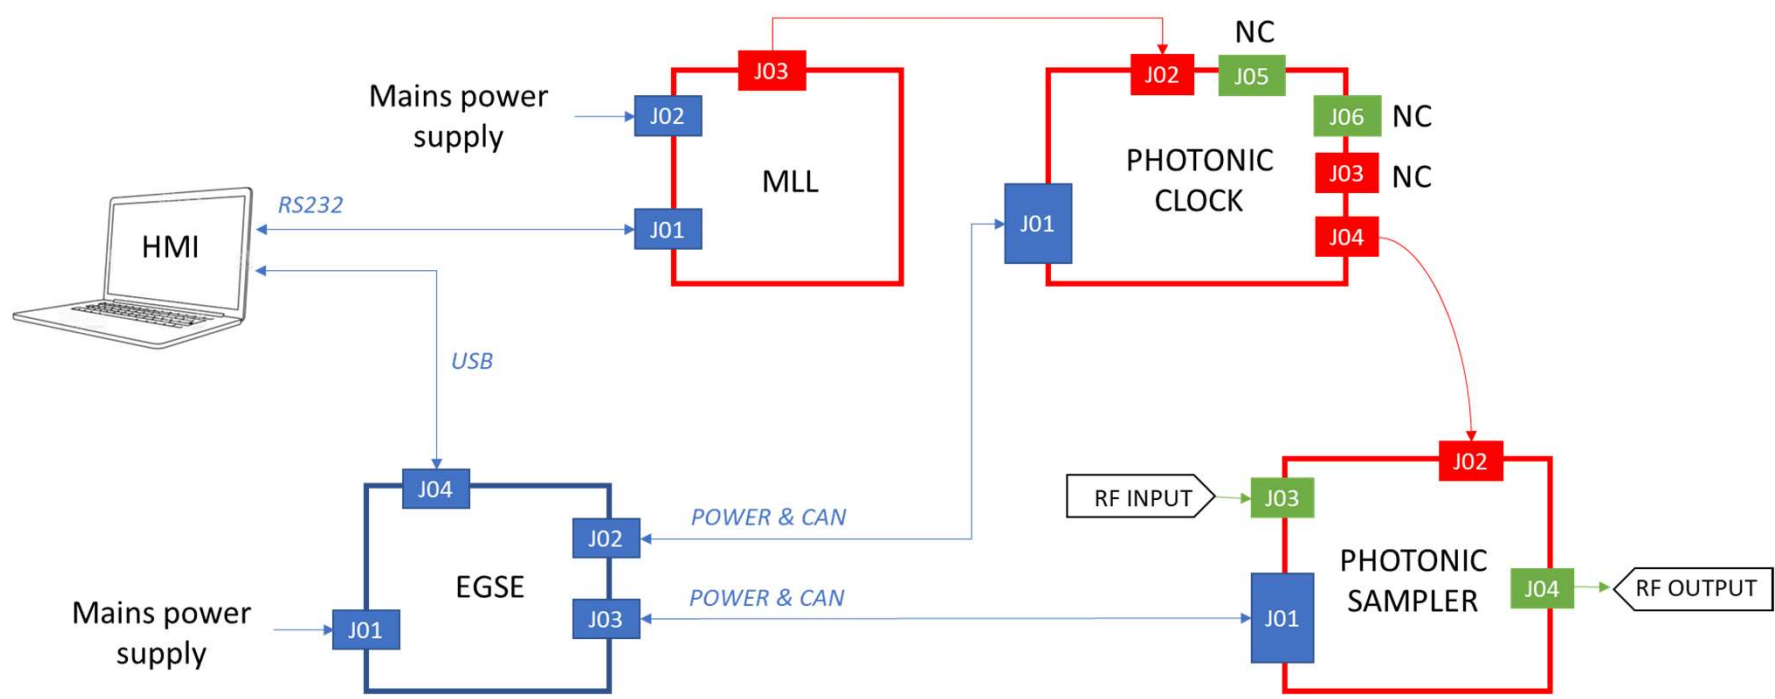 NC
J03
J02
J05
Mains power
supply
J02
J06
NC
MLL
PHOTONIC
CLOCK
J03
NC
RS232
HMI
J01
J01
J04
USB
J02
J04
RF INPUT
J03
POWER & CAN
J02
EGSE
PHOTONIC
SAMPLER
J04
RF OUTPUT
POWER & CAN
Mains power
supply
J01
J03
J01